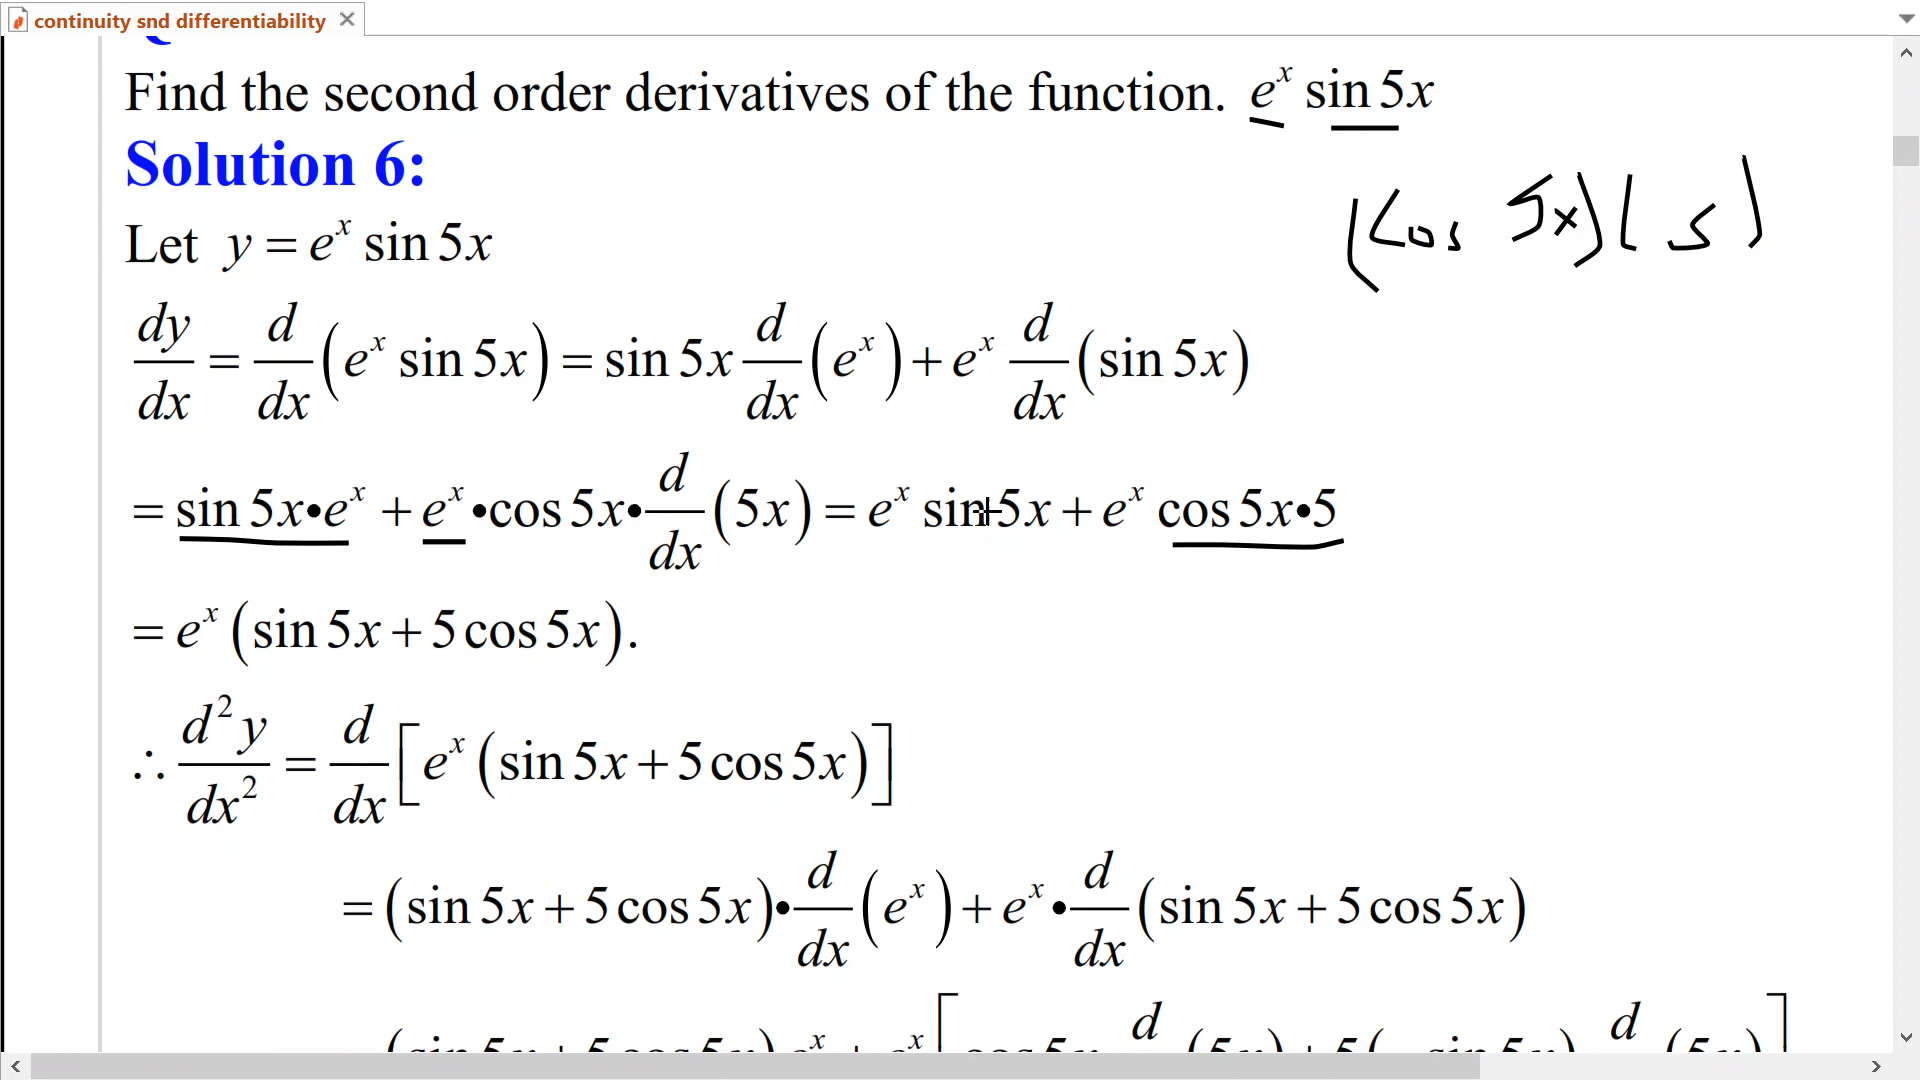 continuity snd differentiability
Find the second order derivatives of the function. e^x sin 5x
Solution 6:
(Cos 5x)(5)
Let y = e^x sin 5x
dy/dx = d/dx (e^x sin 5x) = sin 5x d/dx (e^x) + e^x d/dx (sin 5x)
= sin 5x•e^x + e^x •cos 5x• d/dx (5x) = e^x sin 5x + e^x cos 5x•5
= e^x (sin 5x + 5 cos 5x).
∴ d²y/dx² = d/dx [e^x (sin 5x + 5 cos 5x)]
= (sin 5x + 5 cos 5x)• d/dx (e^x) + e^x • d/dx (sin 5x + 5 cos 5x)